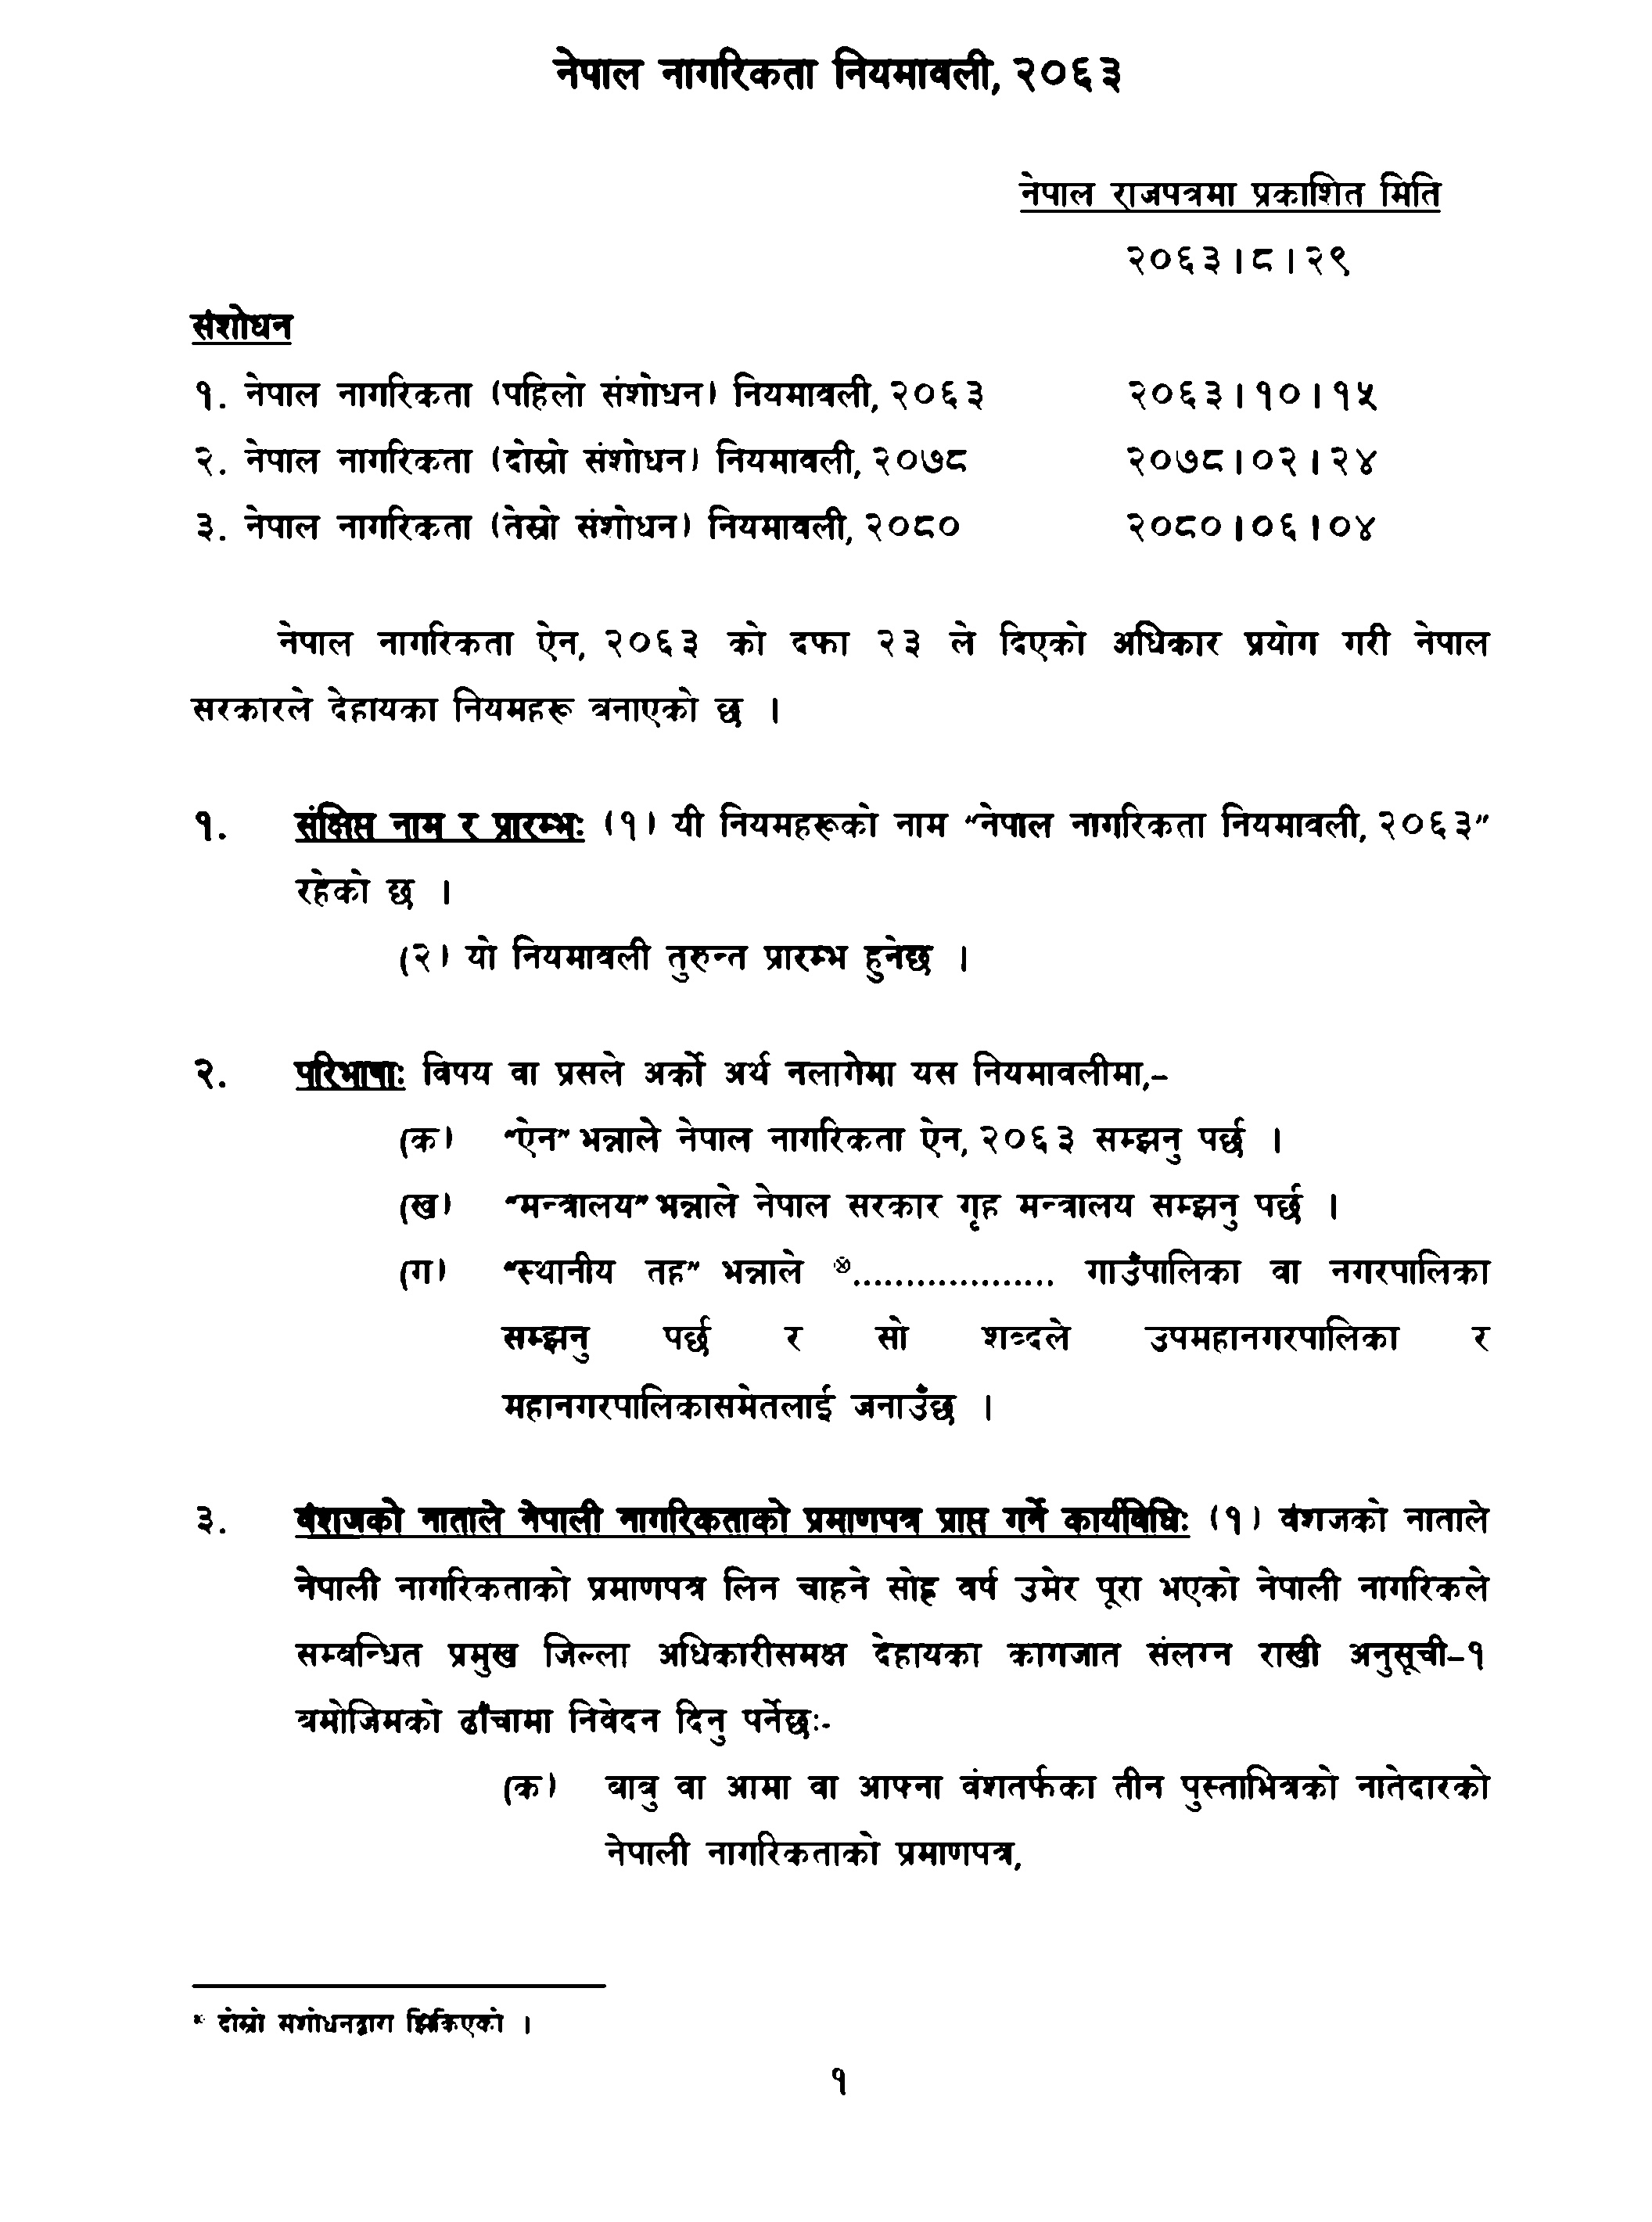 नेपाल नागरिकता नियमावली, २०६३
नेपाल राजपत्रमा प्रकाशित मिति
२०६३।८।२९
संशोधन
१. नेपाल नागरिकता (पहिलो संशोधन) नियमावली, २०६३ २०६३।१०।१५
२. नेपाल नागरिकता (दोस्रो संशोधन) नियमावली, २०७८ २०७८।०२।२४
३. नेपाल नागरिकता (तेस्रो संशोधन) नियमावली, २०८० २०८०।०६।०४
नेपाल नागरिकता ऐन, २०६३ को दफा २३ ले दिएको अधिकार प्रयोग गरी नेपाल
सरकारले देहायका नियमहरू बनाएको छ ।
१. संक्षिप्त नाम र प्रारम्भः (१) यी नियमहरूको नाम “नेपाल नागरिकता नियमावली, २०६३”
रहेको छ ।
(२) यो नियमावली तुरुन्त प्रारम्भ हुनेछ ।
२. परिभाषाः विषय वा प्रसले अर्को अर्थ नलागेमा यस नियमावलीमा,–
(क) “ऐन” भन्नाले नेपाल नागरिकता ऐन, २०६३ सम्झनु पर्छ ।
(ख) “मन्त्रालय” भन्नाले नेपाल सरकार गृह मन्त्रालय सम्झनु पर्छ ।
(ग) “स्थानीय तह” भन्नाले ⊗................... गाउँपालिका वा नगरपालिका
सम्झनु पर्छ र सो शब्दले उपमहानगरपालिका र
महानगरपालिकासमेतलाई जनाउँछ ।
३. वंशजको नाताले नेपाली नागरिकताको प्रमाणपत्र प्राप्त गर्ने कार्यविधिः (१) वंशजको नाताले
नेपाली नागरिकताको प्रमाणपत्र लिन चाहने सोह्र वर्ष उमेर पूरा भएको नेपाली नागरिकले
सम्बन्धित प्रमुख जिल्ला अधिकारीसमक्ष देहायका कागजात संलग्न राखी अनुसूची–१
बमोजिमको ढाँचामा निवेदन दिनु पर्नेछः-
(क) बाबु वा आमा वा आफ्ना वंशतर्फका तीन पुस्ताभित्रको नातेदारको
नेपाली नागरिकताको प्रमाणपत्र,
⊗ दोस्रो संशोधनद्वारा झिकिएको ।
१